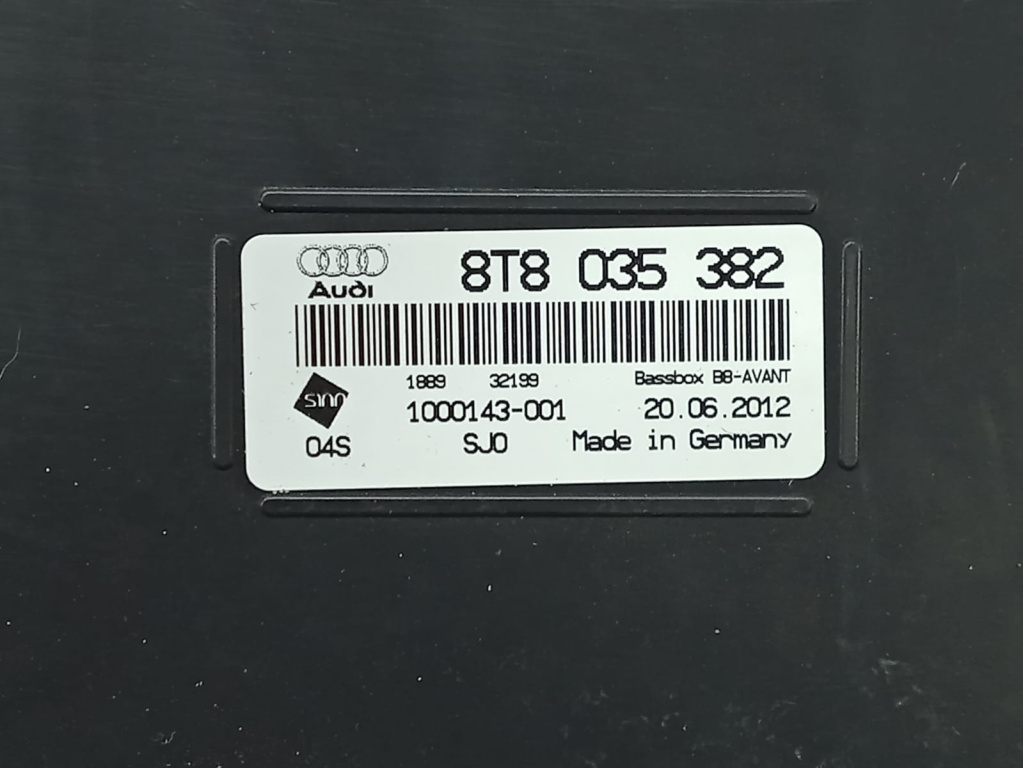 8T8 035 382
Audi
1889 32199 Bassbox B8-AVANT
sinn
1000143-001 20.06.2012
04S SJ0 Made in Germany